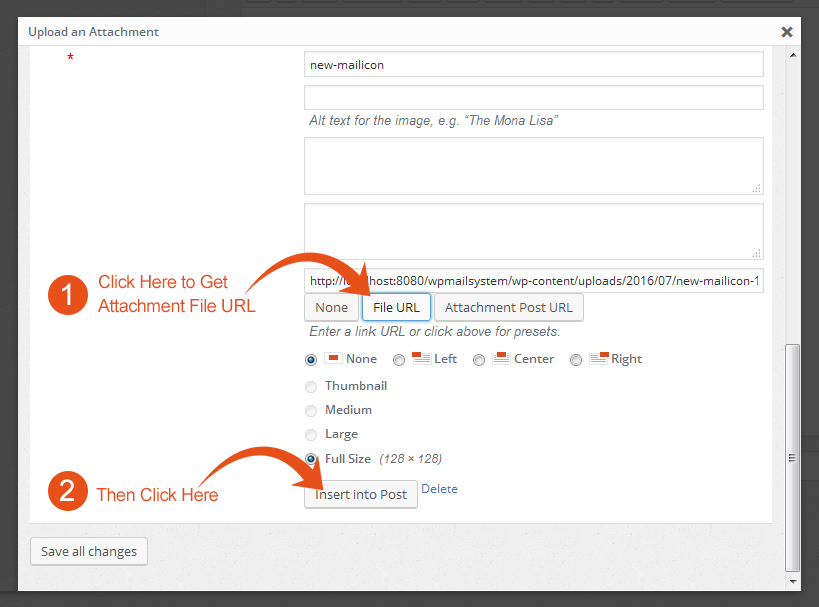 Upload an Attachment
*
new-mailicon
Alt text for the image, e.g. “The Mona Lisa”
1
Click Here to Get
Attachment File URL
http://localhost:8080/wpmailsystem/wp-content/uploads/2016/07/new-mailicon-1
None File URL Attachment Post URL
Enter a link URL or click above for presets.
None Left Center Right
Thumbnail
Medium
Large
Full Size (128 × 128)
2 Then Click Here
Insert into Post Delete
Save all changes